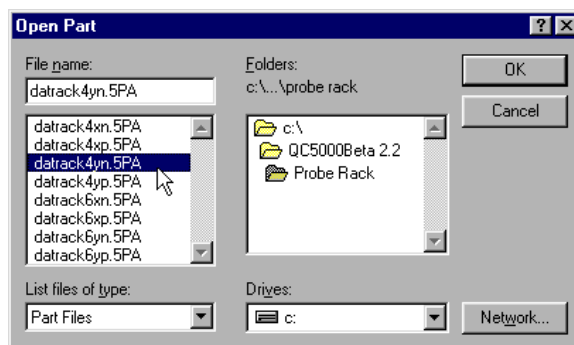 Open Part
File name:
datrack4yn.5PA
datrack4xn.5PA
datrack4xp.5PA
datrack4yn.5PA
datrack4yp.5PA
datrack6xn.5PA
datrack6xp.5PA
datrack6yn.5PA
datrack6yp.5PA
List files of type:
Part Files
Folders:
c:\...\probe rack
c:\
QC5000Beta 2.2
Probe Rack
Drives:
c:
OK
Cancel
Network...